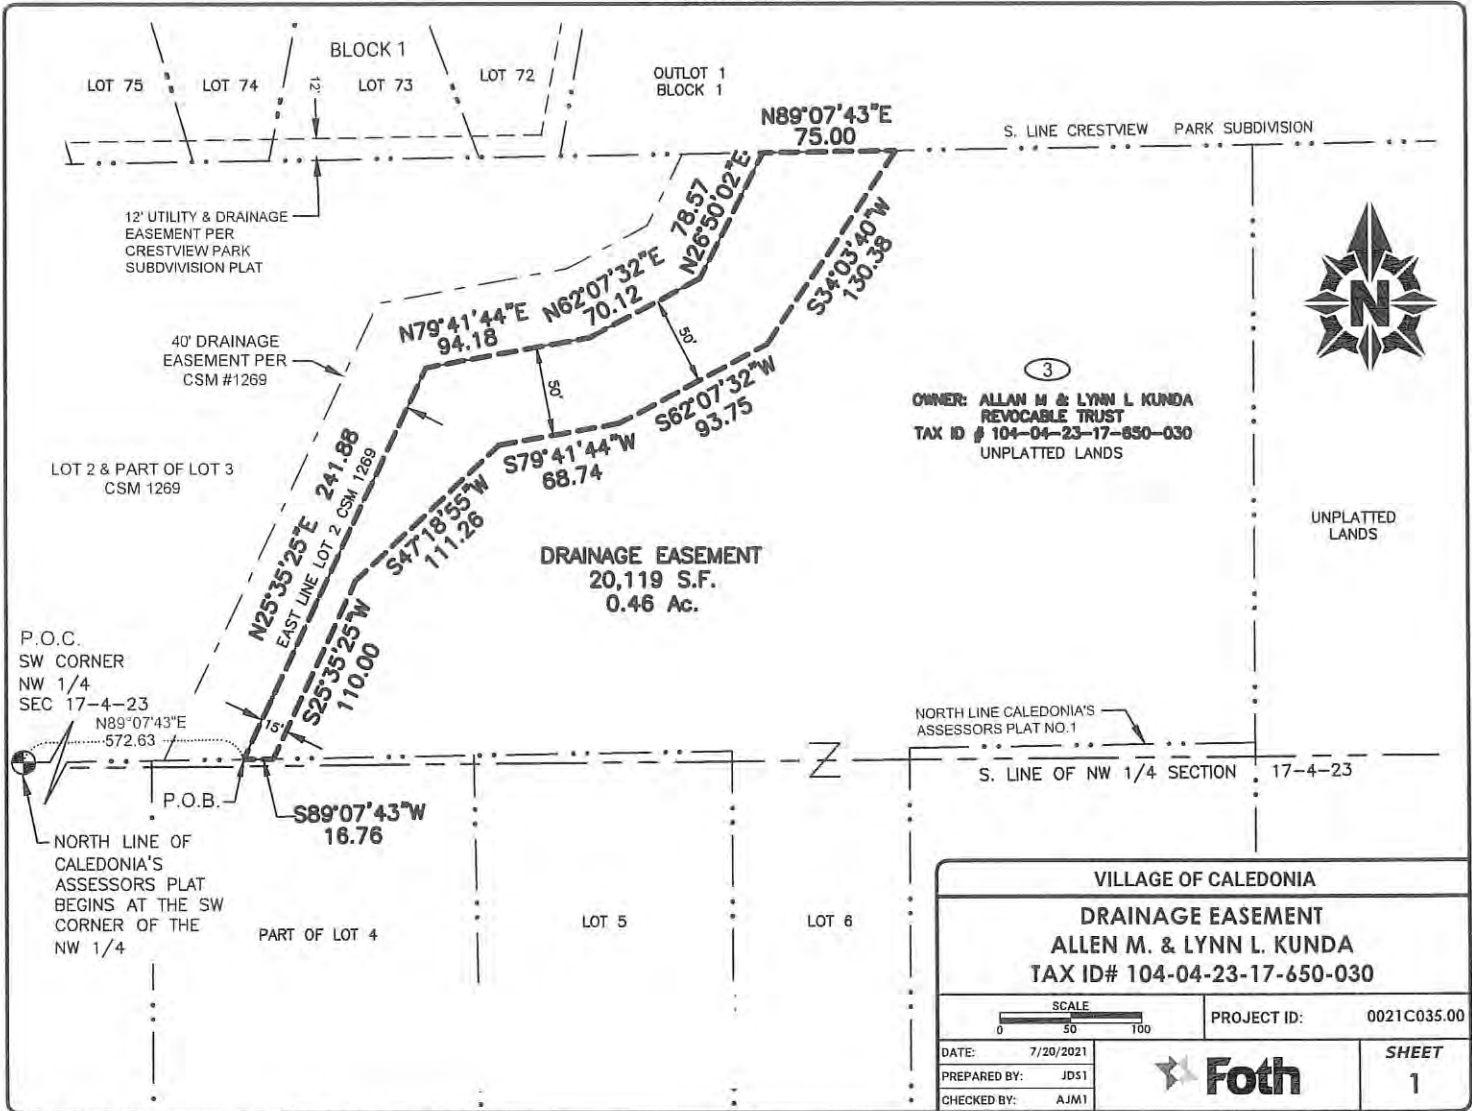 BLOCK 1
LOT 75
LOT 74
12'
LOT 73
LOT 72
OUTLOT 1
BLOCK 1
N89°07'43"E
75.00
S. LINE CRESTVIEW PARK SUBDIVISION
12' UTILITY & DRAINAGE
EASEMENT PER
CRESTVIEW PARK
SUBDVIVISION PLAT
N26°50'02"E
78.57
S34°03'40"W
130.38
N62°07'32"E
70.12
N79°41'44"E
94.18
50'
50'
40' DRAINAGE
EASEMENT PER
CSM #1269
N
3
OWNER: ALLAN M & LYNN L KUNDA
REVOCABLE TRUST
TAX ID # 104-04-23-17-650-030
UNPLATTED LANDS
S62°07'32"W
93.75
S79°41'44"W
68.74
LOT 2 & PART OF LOT 3
CSM 1269
N25°35'25"E 241.88
EAST LINE LOT 2 CSM 1269
S47°18'55"W
111.26
UNPLATTED
LANDS
DRAINAGE EASEMENT
20,119 S.F.
0.46 Ac.
S25°35'25"W
110.00
15'
P.O.C.
SW CORNER
NW 1/4
SEC 17-4-23
N89°07'43"E
572.63
NORTH LINE CALEDONIA'S
ASSESSORS PLAT NO.1
S. LINE OF NW 1/4 SECTION 17-4-23
P.O.B.
S89°07'43"W
16.76
NORTH LINE OF
CALEDONIA'S
ASSESSORS PLAT
BEGINS AT THE SW
CORNER OF THE
NW 1/4
PART OF LOT 4
LOT 5
LOT 6
VILLAGE OF CALEDONIA
DRAINAGE EASEMENT
ALLEN M. & LYNN L. KUNDA
TAX ID# 104-04-23-17-650-030
SCALE
0 50 100
PROJECT ID: 0021C035.00
DATE: 7/20/2021
PREPARED BY: JDS1
CHECKED BY: AJM1
Foth
SHEET
1